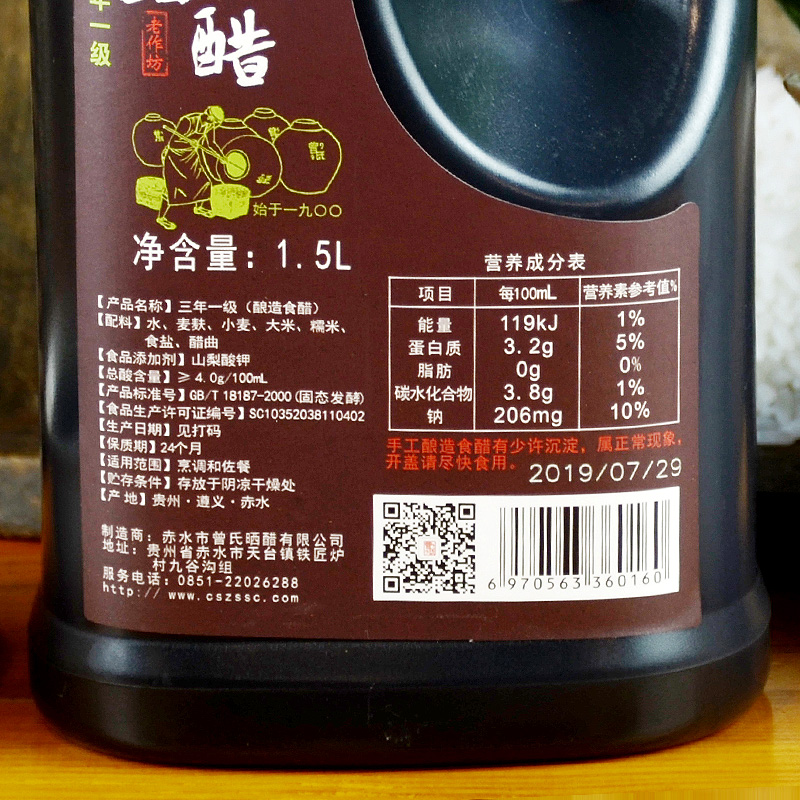 年一级
老作坊
醋
始于一九〇〇
净含量：1.5L
【产品名称】三年一级（酿造食醋）
【配料】水、麦麸、小麦、大米、糯米、
食盐、醋曲
【食品添加剂】山梨酸钾
【总酸含量】≥4.0g/100mL
【产品标准号】GB/T 18187-2000(固态发酵)
【食品生产许可证编号】SC10352038110402
【生产日期】见打码
【保质期】24个月
【适用范围】烹调和佐餐
【贮存条件】存放于阴凉干燥处
【产 地】贵州·遵义·赤水
制造商：赤水市曾氏晒醋有限公司
地址：贵州省赤水市天台镇铁匠炉
村九谷沟组
服务电话：0851-22026288
http://www.cszssc.com
营养成分表
项目 每100mL 营养素参考值%
能量 119kJ 1%
蛋白质 3.2g 5%
脂肪 0g 0%
碳水化合物 3.8g 1%
钠 206mg 10%
手工酿造食醋有少许沉淀，属正常现象，
开盖请尽快食用。
2019/07/29
6 970563 360160